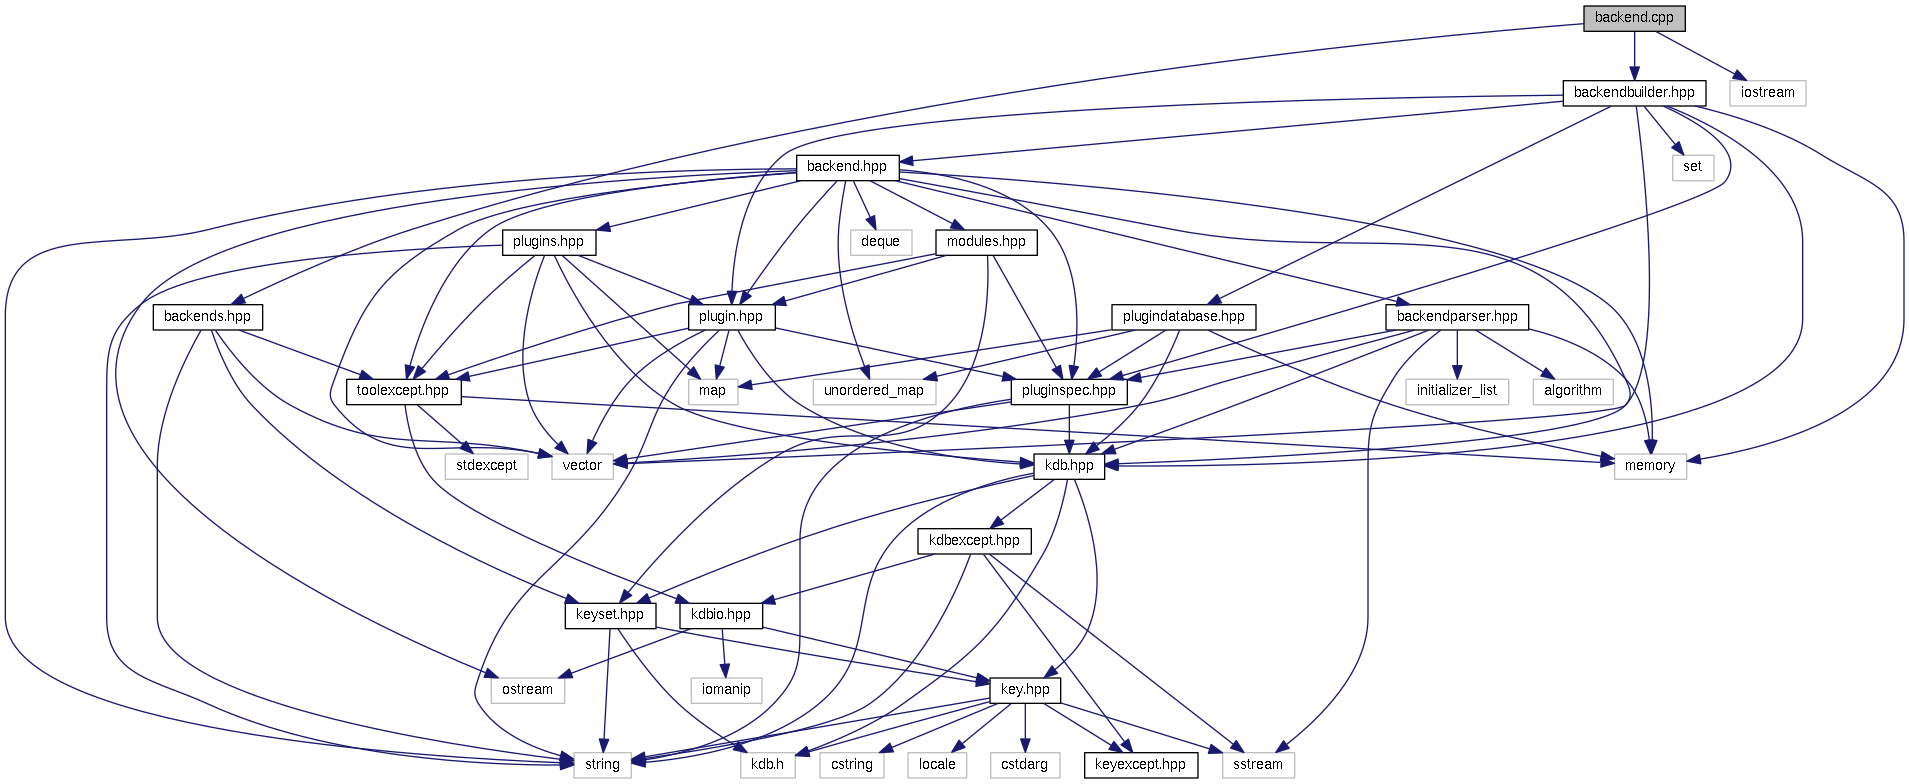 backend.cpp
backendbuilder.hpp
iostream
backend.hpp
set
plugins.hpp
deque
modules.hpp
backends.hpp
plugin.hpp
plugindatabase.hpp
backendparser.hpp
toolexcept.hpp
map
unordered_map
pluginspec.hpp
initializer_list
algorithm
stdexcept
vector
kdb.hpp
memory
kdbexcept.hpp
keyset.hpp
kdbio.hpp
ostream
iomanip
key.hpp
string
kdb.h
cstring
locale
cstdarg
keyexcept.hpp
sstream